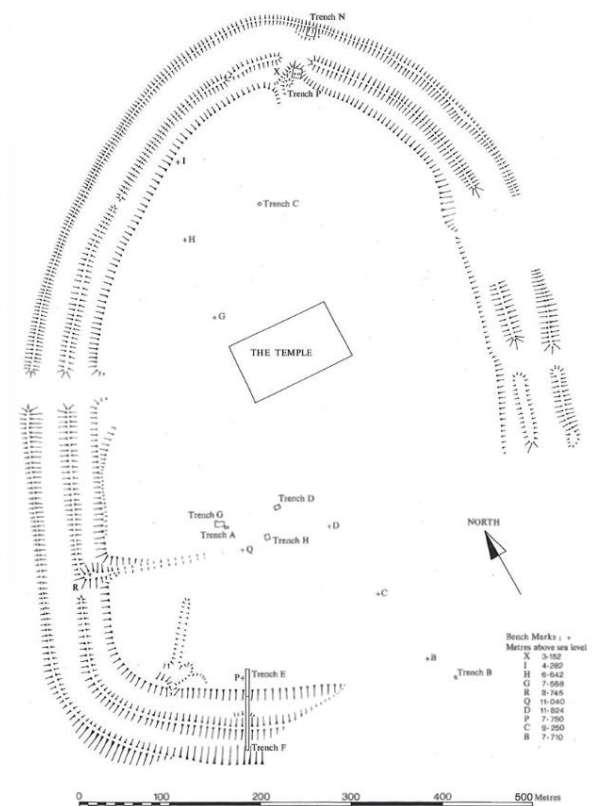 Trench N
X
Trench P
+I
Trench C
+H
+G
THE TEMPLE
Trench D
Trench G
+D
Trench A
Trench H
+Q
NORTH
R
+C
Bench Marks ; +
Metres above sea level
X 3·152
I 4·282
H 6·642
G 7·568
R 8·745
Q 11·040
D 11·824
P 7·750
C 9·250
B 7·710
+B
P+
Trench E
Trench B
Trench F
0 100 200 300 400 500 Metres